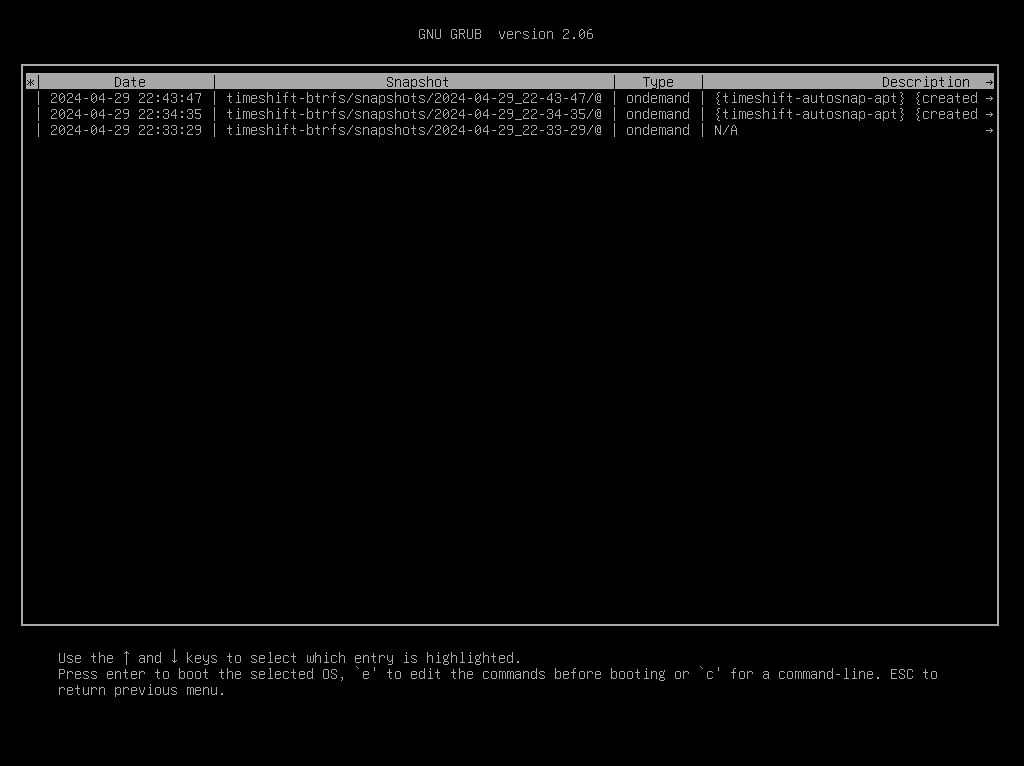 GNU GRUB  version 2.06
*|         Date          |                     Snapshot                    |   Type   |                      Description  →
 | 2024-04-29 22:43:47 | timeshift-btrfs/snapshots/2024-04-29_22-43-47/@ | ondemand | {timeshift-autosnap-apt} {created →
 | 2024-04-29 22:34:35 | timeshift-btrfs/snapshots/2024-04-29_22-34-35/@ | ondemand | {timeshift-autosnap-apt} {created →
 | 2024-04-29 22:33:29 | timeshift-btrfs/snapshots/2024-04-29_22-33-29/@ | ondemand | N/A                               →
Use the ↑ and ↓ keys to select which entry is highlighted.
Press enter to boot the selected OS, `e' to edit the commands before booting or `c' for a command-line. ESC to
return previous menu.